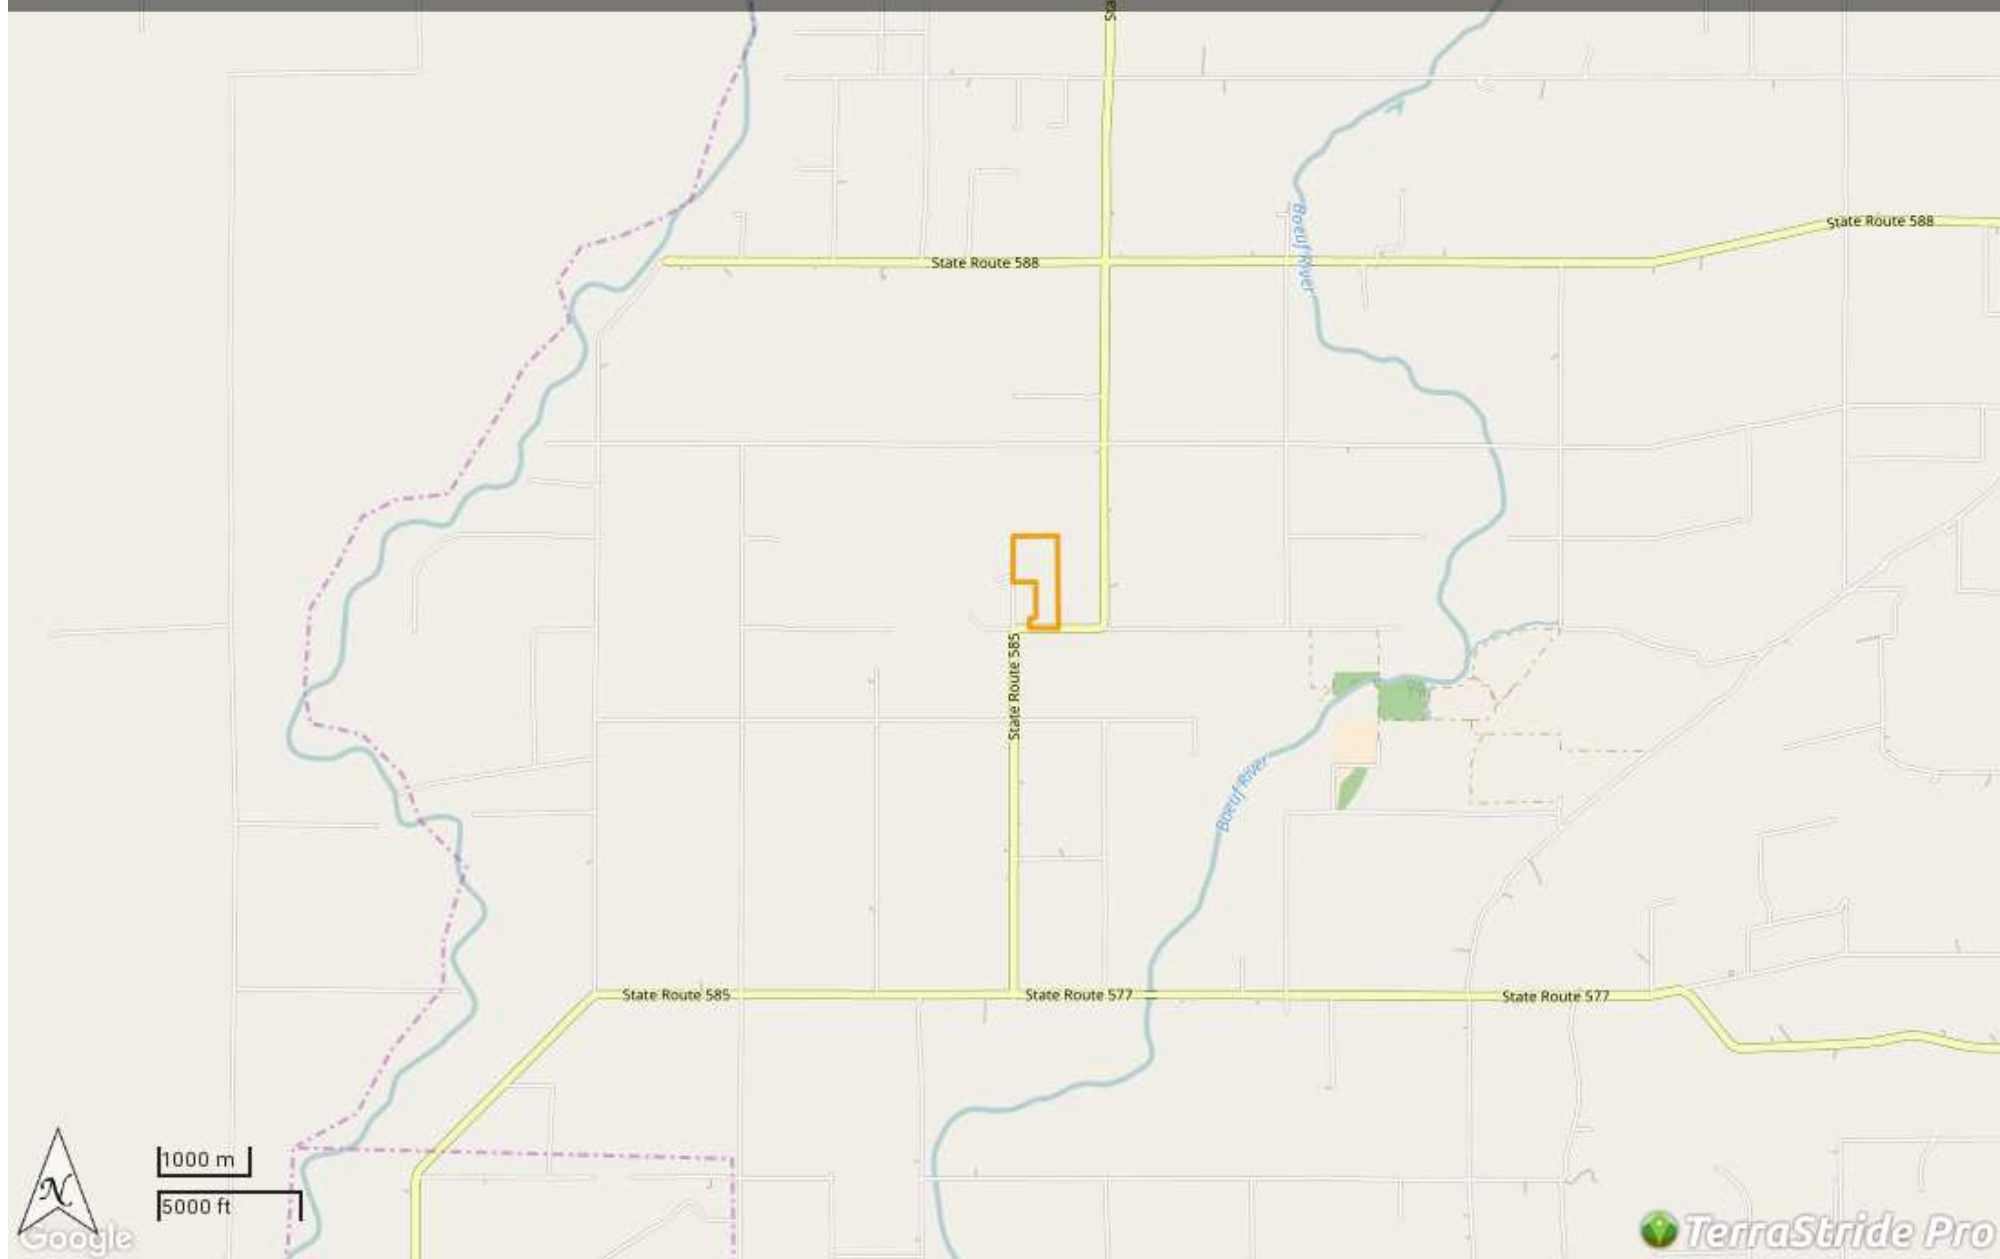 Sta
State Route 588
Boeuf River
State Route 588
State Route 585
Boeuf River
State Route 585
State Route 577
State Route 577
N
1000 m
5000 ft
Google
TerraStride Pro